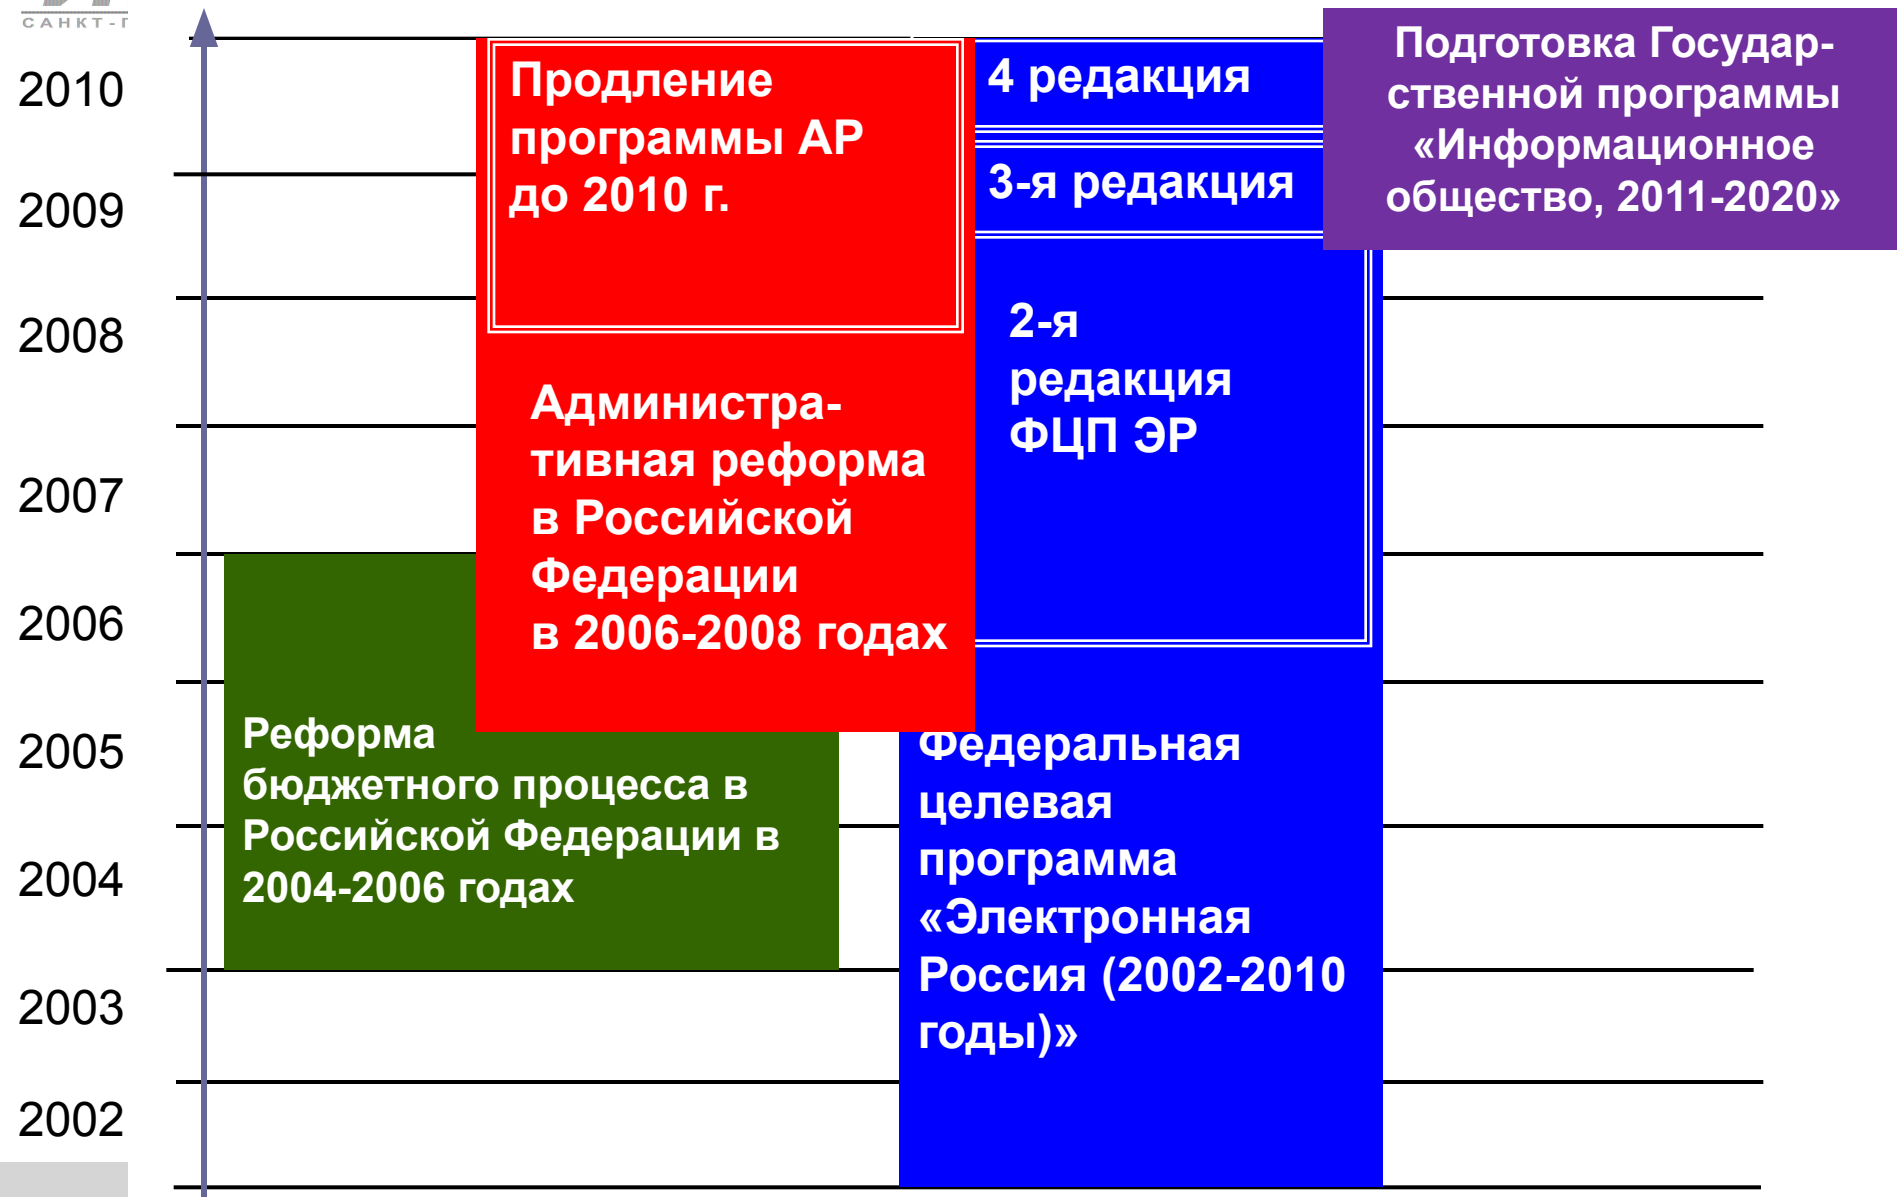 САНКТ-
2010
2009
2008
2007
2006
2005
2004
2003
2002
Продление
программы АР
до 2010 г.
Администра-
тивная реформа
в Российской
Федерации
в 2006-2008 годах
Реформа
бюджетного процесса в
Российской Федерации в
2004-2006 годах
4 редакция
3-я редакция
2-я
редакция
ФЦП ЭР
Федеральная
целевая
программа
«Электронная
Россия (2002-2010
годы)»
Подготовка Государ-
ственной программы
«Информационное
общество, 2011-2020»